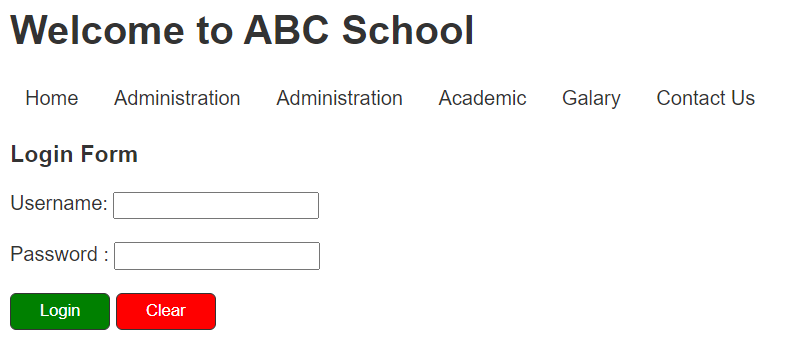 Welcome to ABC School
Home Administration Administration Academic Galary Contact Us
Login Form
Username:
Password :
Login Clear